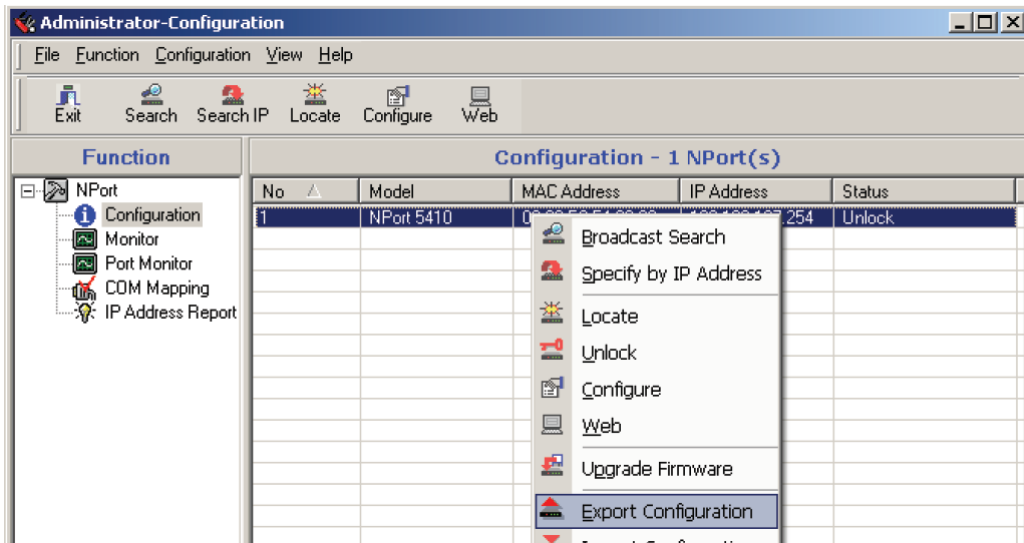 Administrator-Configuration
File Function Configuration View Help
Exit Search Search IP Locate Configure Web
Function
Configuration - 1 NPort(s)
NPort
Configuration
Monitor
Port Monitor
COM Mapping
IP Address Report
No Model MAC Address IP Address Status
1 NPort 5410 254 Unlock
Broadcast Search
Specify by IP Address
Locate
Unlock
Configure
Web
Upgrade Firmware
Export Configuration